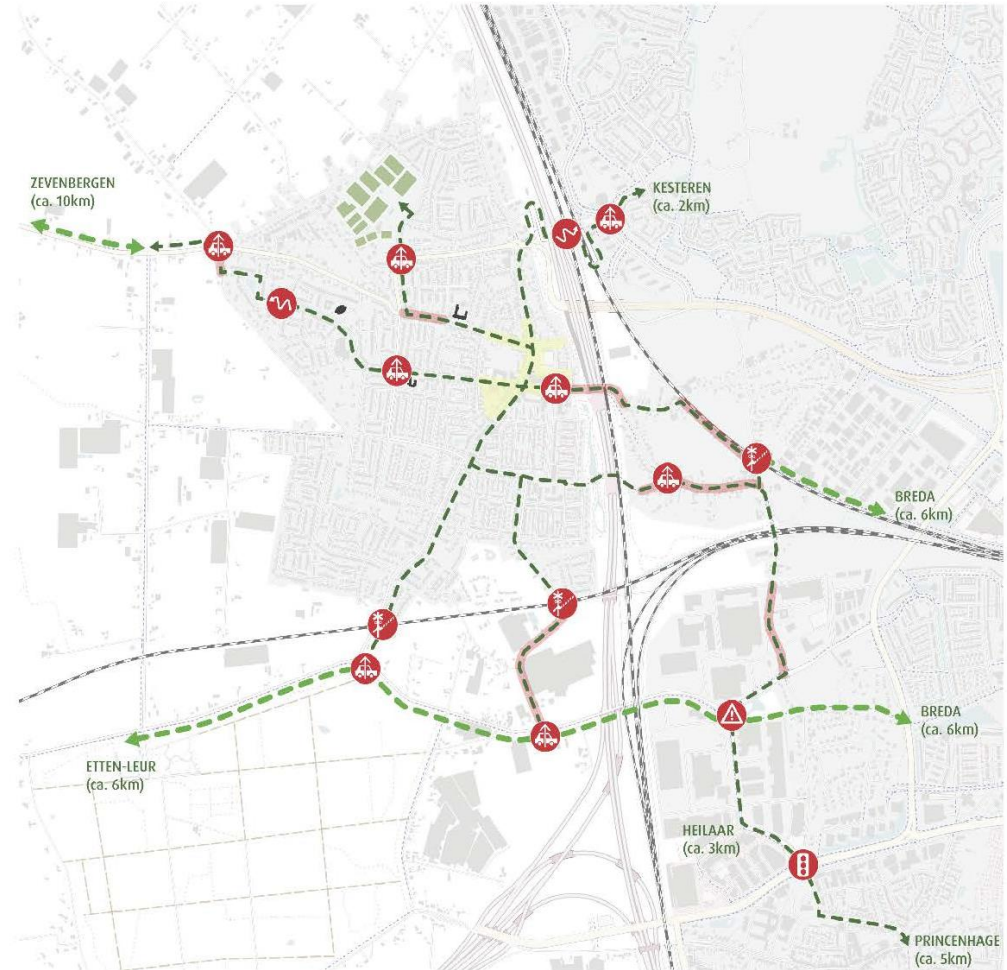 ZEVENBERGEN
(ca. 10km)
KESTEREN
(ca. 2km)
BREDA
(ca. 6km)
BREDA
(ca. 6km)
ETTEN-LEUR
(ca. 6km)
HEILAAR
(ca. 3km)
PRINCENHAGE
(ca. 5km)